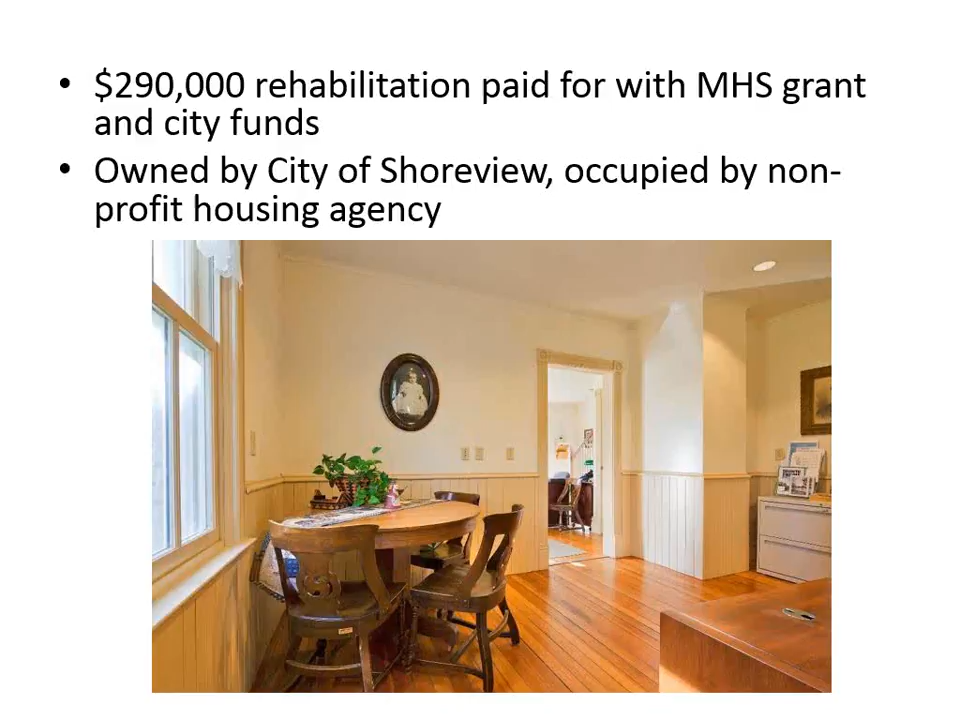 • $290,000 rehabilitation paid for with MHS grant
and city funds
• Owned by City of Shoreview, occupied by non-
profit housing agency